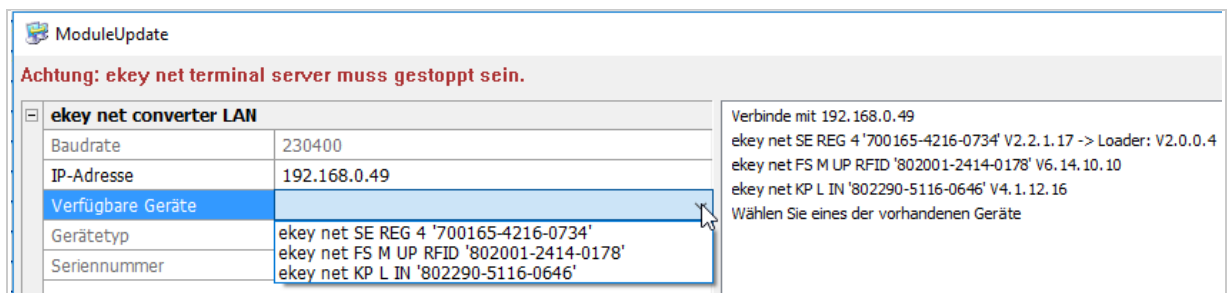 ModuleUpdate
Achtung: ekey net terminal server muss gestoppt sein.
ekey net converter LAN
Baudrate 230400
IP-Adresse 192.168.0.49
Verfügbare Geräte
Gerätetyp
Seriennummer
ekey net SE REG 4 '700165-4216-0734'
ekey net FS M UP RFID '802001-2414-0178'
ekey net KP L IN '802290-5116-0646'
Verbinde mit 192.168.0.49
ekey net SE REG 4 '700165-4216-0734' V2.2.1.17 -> Loader: V2.0.0.4
ekey net FS M UP RFID '802001-2414-0178' V6.14.10.10
ekey net KP L IN '802290-5116-0646' V4.1.12.16
Wählen Sie eines der vorhandenen Geräte